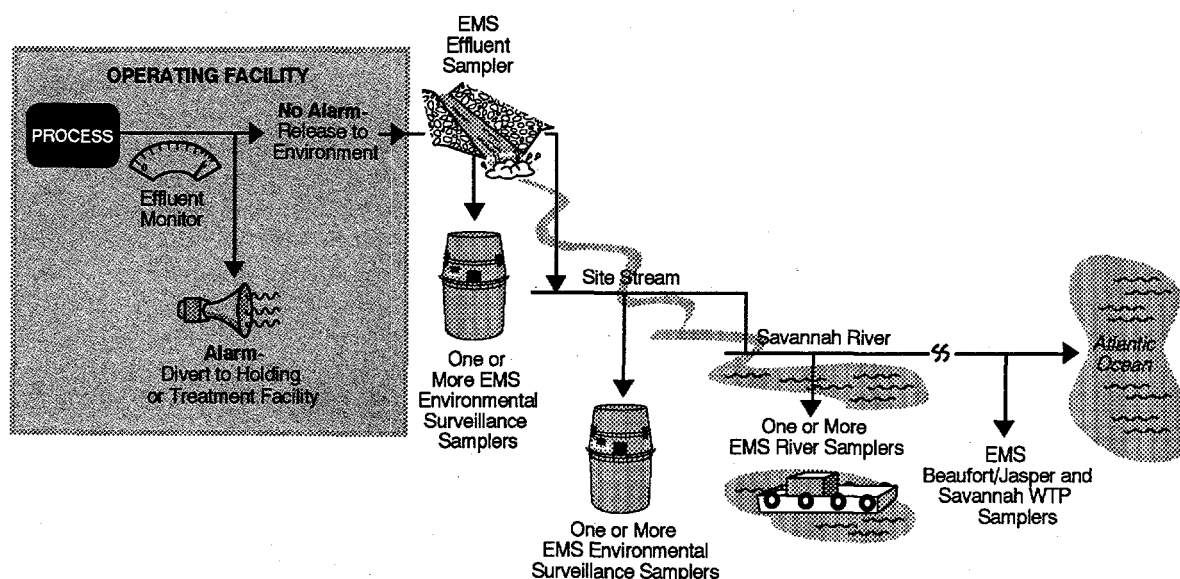 EMS
Effluent
Sampler
OPERATING FACILITY
PROCESS
No Alarm-
Release to
Environment
Effluent
Monitor
Alarm-
Divert to Holding
or Treatment Facility
One or
More EMS
Environmental
Surveillance
Samplers
Site Stream
One or More
EMS Environmental
Surveillance Samplers
Savannah River
One or More
EMS River Samplers
EMS
Beaufort/Jasper and
Savannah WTP
Samplers
Atlantic
Ocean